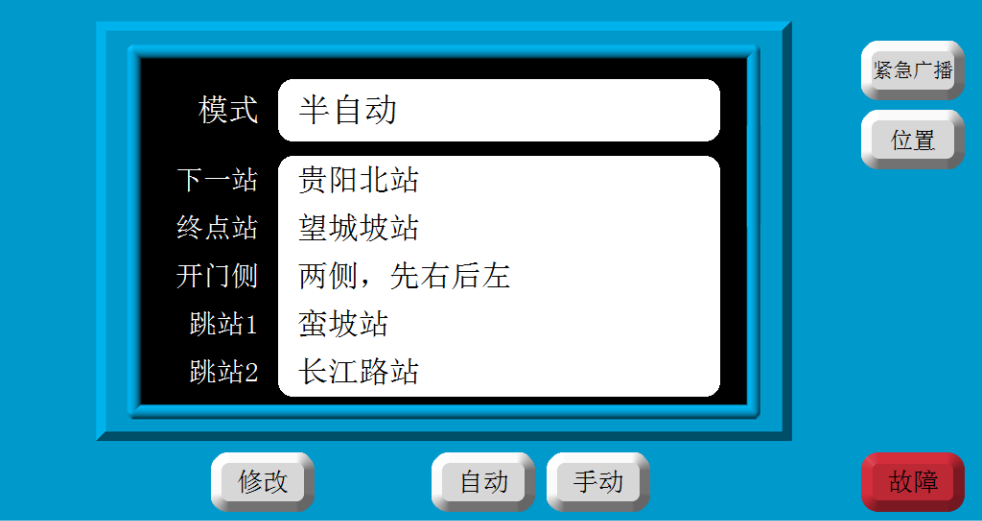 模式 半自动
下一站 贵阳北站
终点站 望城坡站
开门侧 两侧，先右后左
跳站1 蛮坡站
跳站2 长江路站
紧急广播
位置
修改 自动 手动 故障